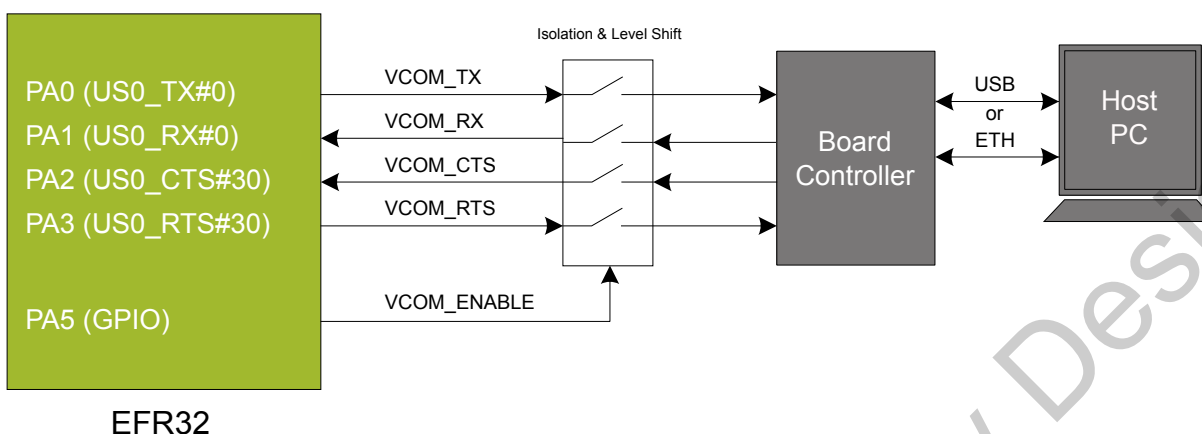 Isolation & Level Shift
PA0 (US0_TX#0)
PA1 (US0_RX#0)
PA2 (US0_CTS#30)
PA3 (US0_RTS#30)
PA5 (GPIO)
EFR32
VCOM_TX
VCOM_RX
VCOM_CTS
VCOM_RTS
VCOM_ENABLE
Board
Controller
USB
or
ETH
Host
PC